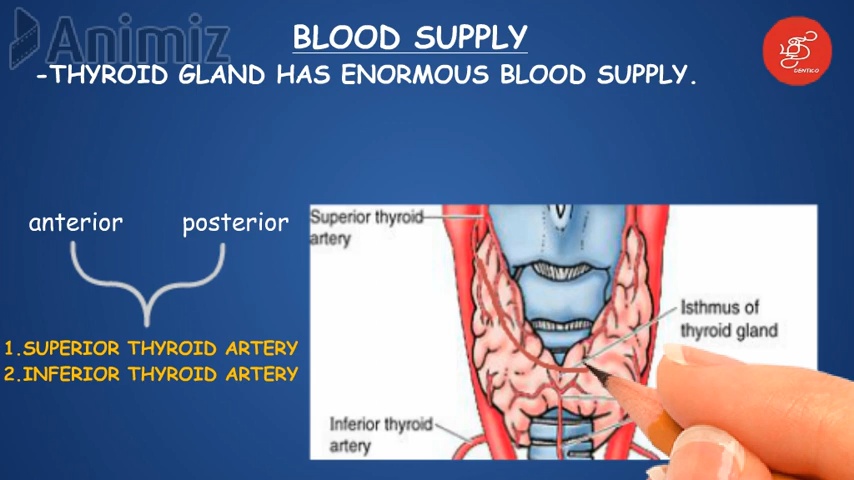 Animiz
BLOOD SUPPLY
-THYROID GLAND HAS ENORMOUS BLOOD SUPPLY.
DENTICO
anterior
posterior
1.SUPERIOR THYROID ARTERY
2.INFERIOR THYROID ARTERY
Superior thyroid
artery
Isthmus of
thyroid gland
Inferior thyroid
artery